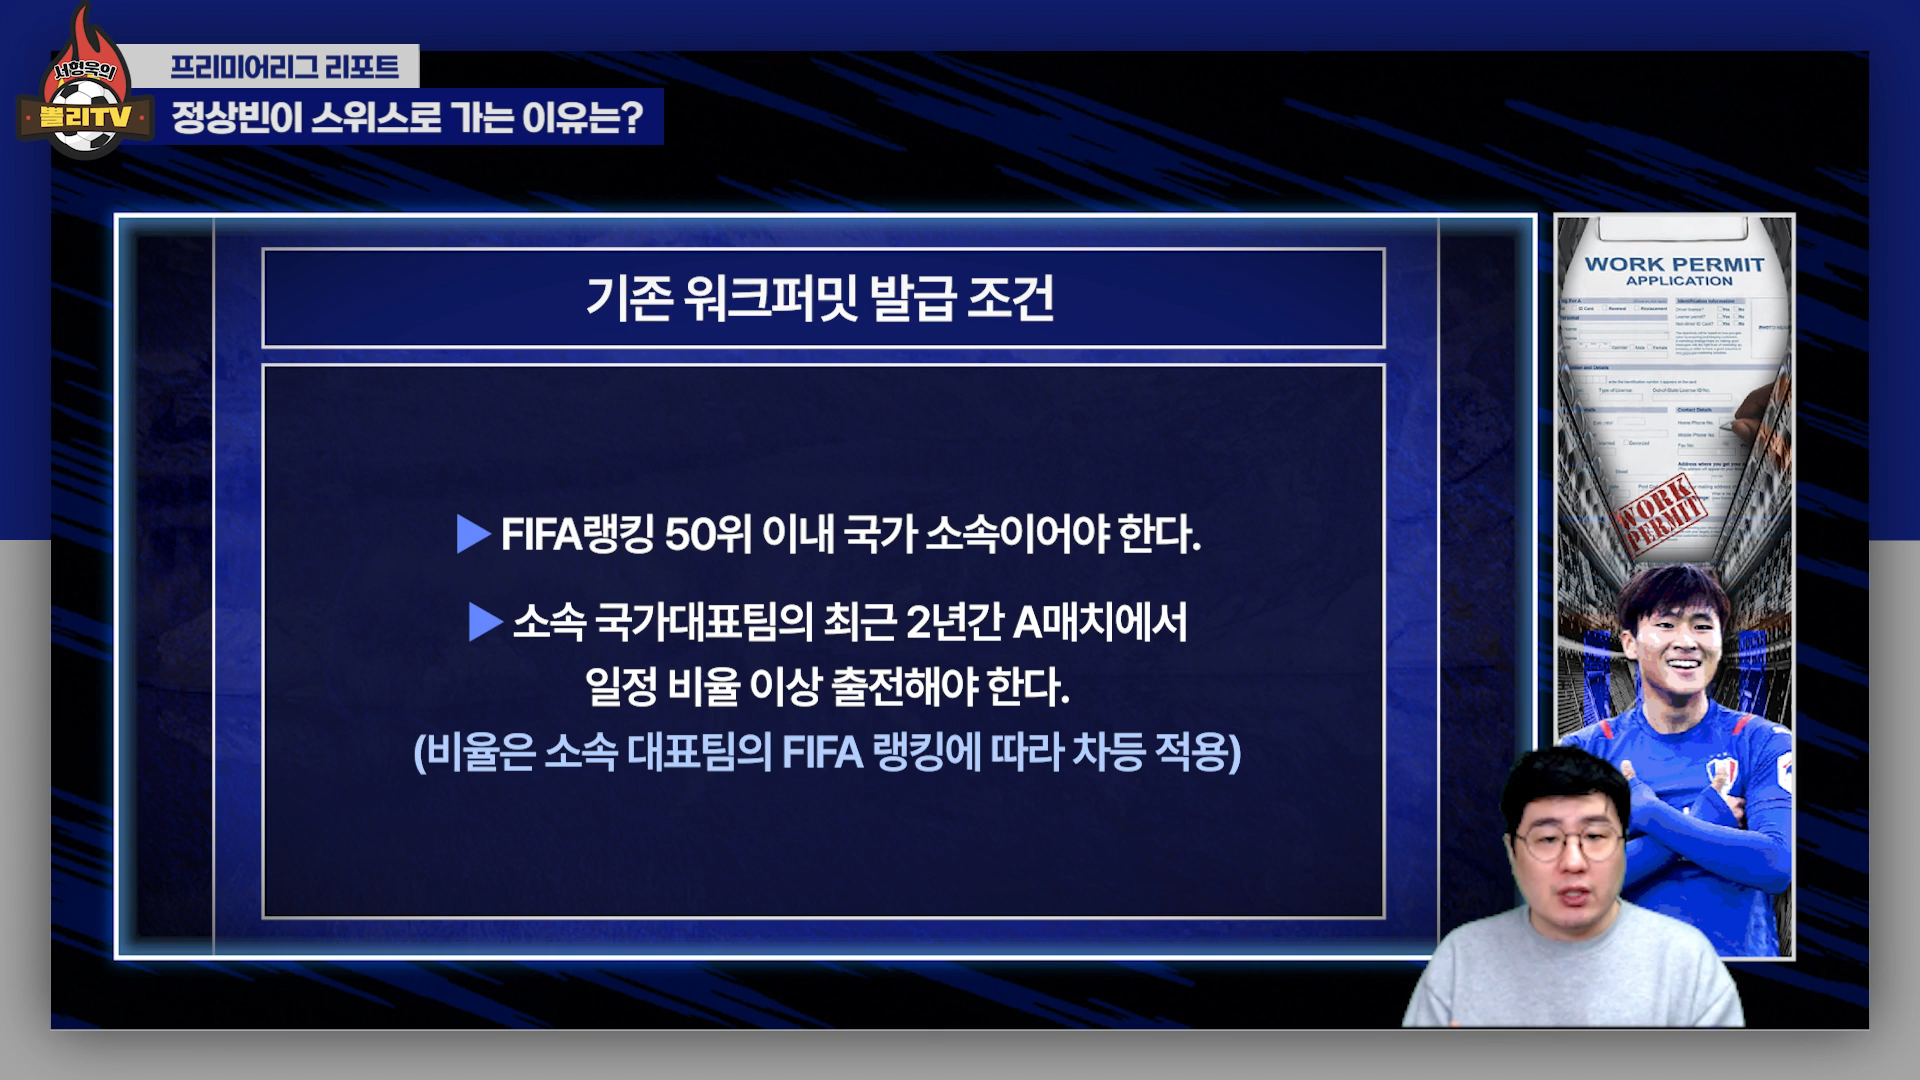 서형욱의
뽈리TV
프리미어리그 리포트
정상빈이 스위스로 가는 이유는?
기존 워크퍼밋 발급 조건
▶ FIFA랭킹 50위 이내 국가 소속이어야 한다.
▶ 소속 국가대표팀의 최근 2년간 A매치에서
일정 비율 이상 출전해야 한다.
(비율은 소속 대표팀의 FIFA 랭킹에 따라 차등 적용)
WORK PERMIT
APPLICATION
WORK
PERMIT